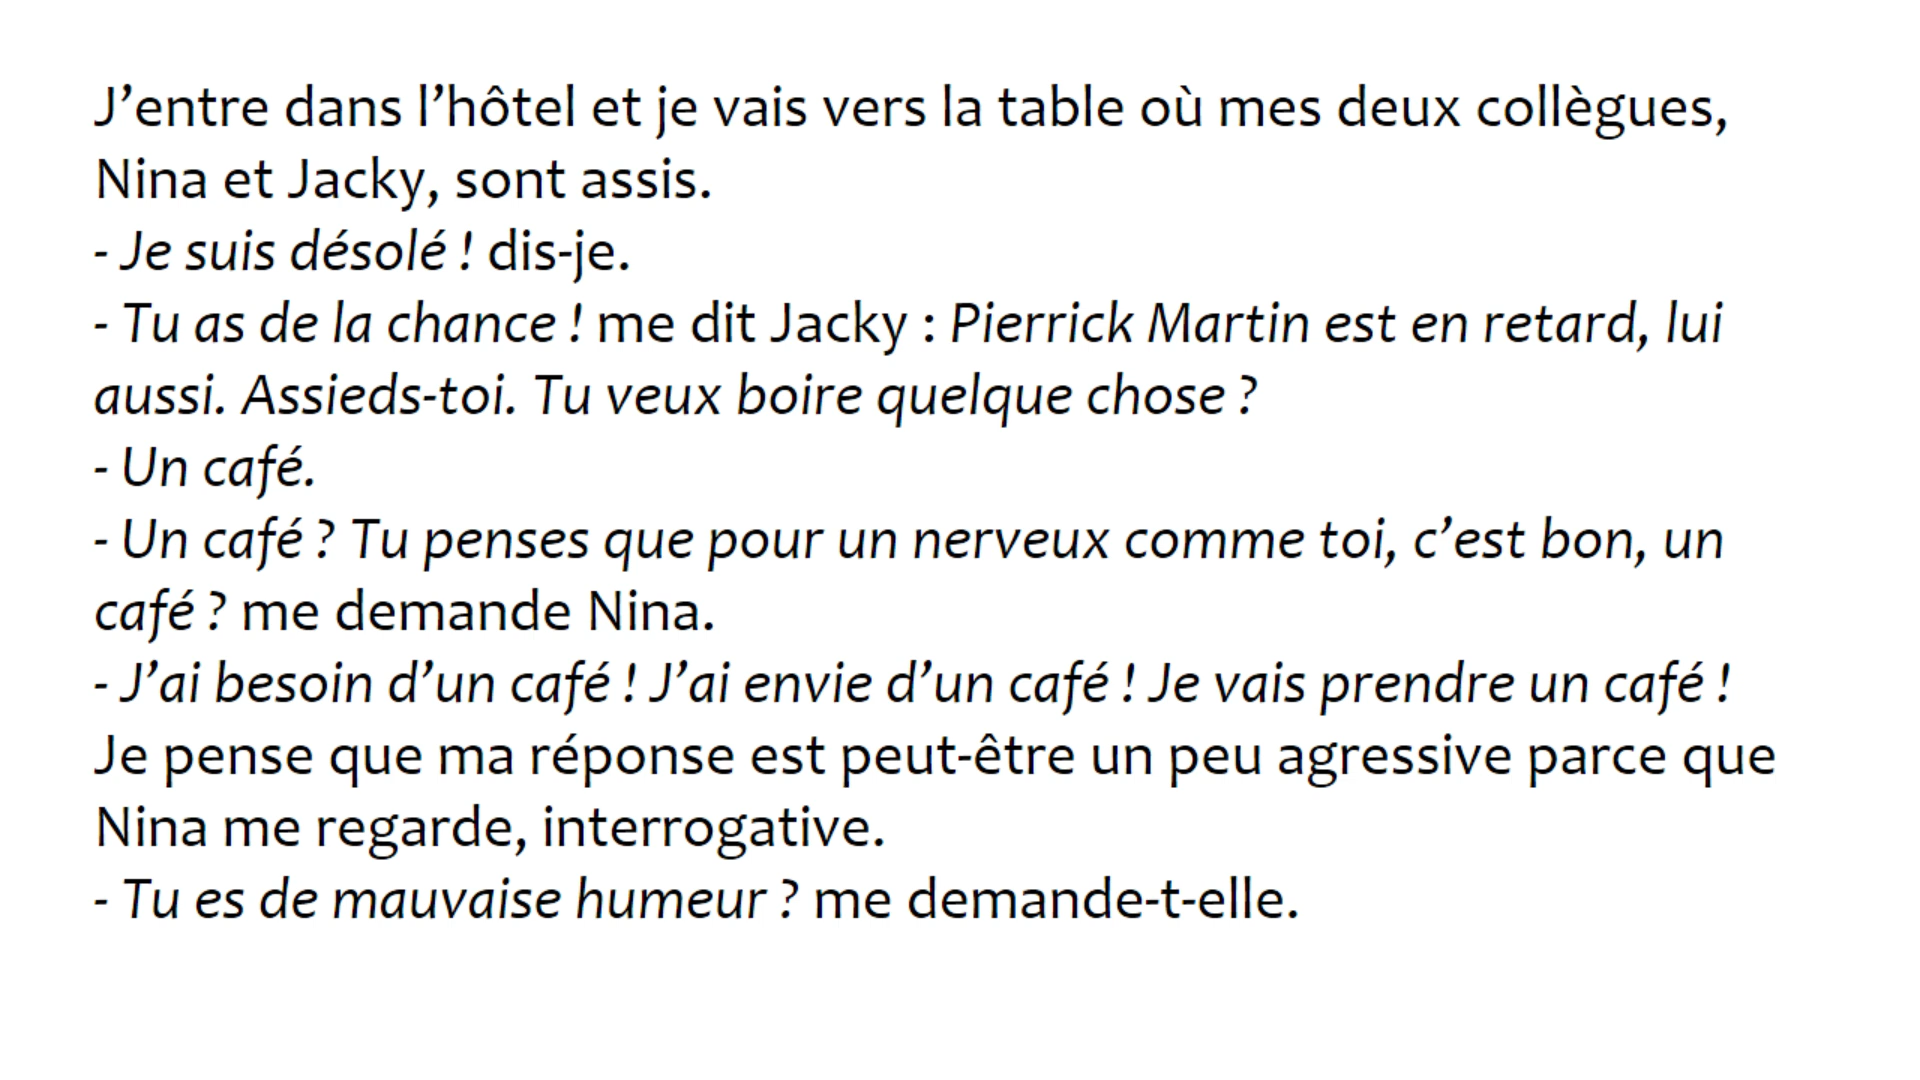 J’entre dans l’hôtel et je vais vers la table où mes deux collègues,
Nina et Jacky, sont assis.
- Je suis désolé ! dis-je.
- Tu as de la chance ! me dit Jacky : Pierrick Martin est en retard, lui
aussi. Assieds-toi. Tu veux boire quelque chose ?
- Un café.
- Un café ? Tu penses que pour un nerveux comme toi, c’est bon, un
café ? me demande Nina.
- J’ai besoin d’un café ! J’ai envie d’un café ! Je vais prendre un café !
Je pense que ma réponse est peut-être un peu agressive parce que
Nina me regarde, interrogative.
- Tu es de mauvaise humeur ? me demande-t-elle.